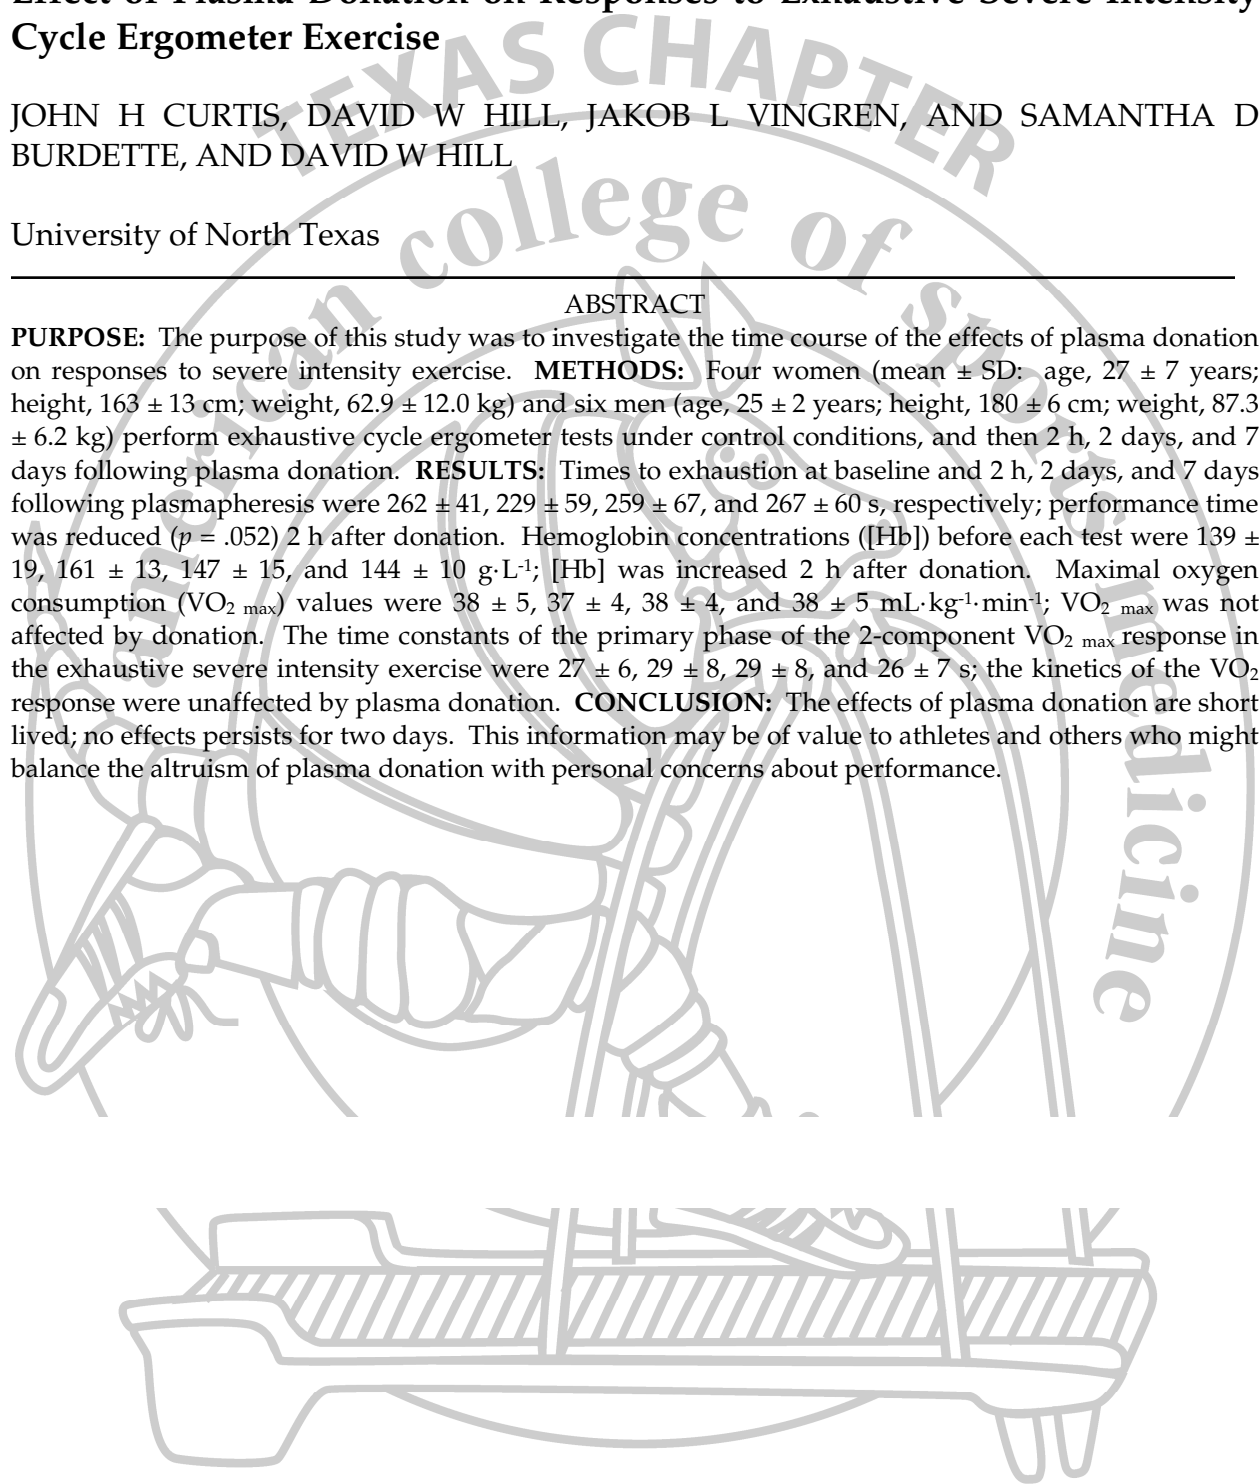 Effect of Plasma Donation on Responses to Exhaustive Severe Intensity
Cycle Ergometer Exercise
TEXAS CHAPTER
american college of sports medicine
JOHN H CURTIS, DAVID W HILL, JAKOB L VINGREN, AND SAMANTHA D
BURDETTE, AND DAVID W HILL
University of North Texas
ABSTRACT
PURPOSE: The purpose of this study was to investigate the time course of the effects of plasma donation
on responses to severe intensity exercise. METHODS: Four women (mean ± SD: age, 27 ± 7 years;
height, 163 ± 13 cm; weight, 62.9 ± 12.0 kg) and six men (age, 25 ± 2 years; height, 180 ± 6 cm; weight, 87.3
± 6.2 kg) perform exhaustive cycle ergometer tests under control conditions, and then 2 h, 2 days, and 7
days following plasma donation. RESULTS: Times to exhaustion at baseline and 2 h, 2 days, and 7 days
following plasmapheresis were 262 ± 41, 229 ± 59, 259 ± 67, and 267 ± 60 s, respectively; performance time
was reduced (p = .052) 2 h after donation. Hemoglobin concentrations ([Hb]) before each test were 139 ±
19, 161 ± 13, 147 ± 15, and 144 ± 10 g·L-1; [Hb] was increased 2 h after donation. Maximal oxygen
consumption (VO2 max) values were 38 ± 5, 37 ± 4, 38 ± 4, and 38 ± 5 mL·kg-1·min-1; VO2 max was not
affected by donation. The time constants of the primary phase of the 2-component VO2 max response in
the exhaustive severe intensity exercise were 27 ± 6, 29 ± 8, 29 ± 8, and 26 ± 7 s; the kinetics of the VO2
response were unaffected by plasma donation. CONCLUSION: The effects of plasma donation are short
lived; no effects persists for two days. This information may be of value to athletes and others who might
balance the altruism of plasma donation with personal concerns about performance.